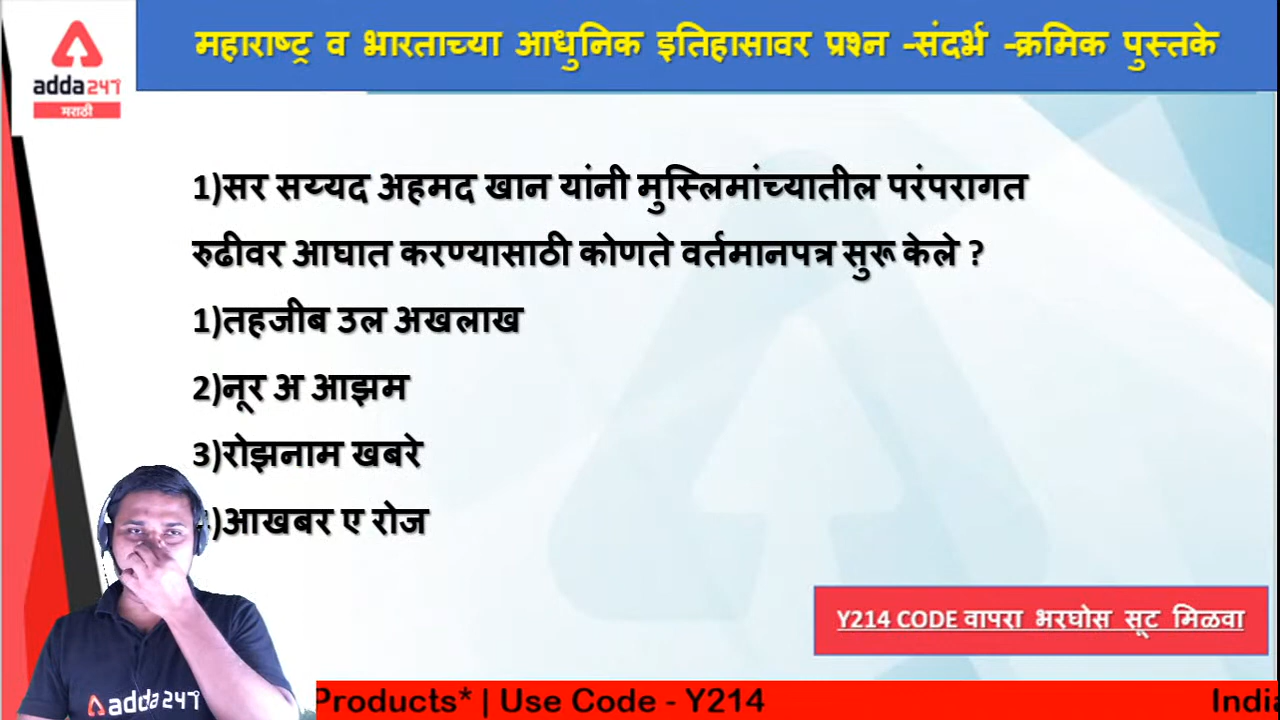 महाराष्ट्र व भारताच्या आधुनिक इतिहासावर प्रश्न -संदर्भ -क्रमिक पुस्तके
adda247
मराठी
1)सर सय्यद अहमद खान यांनी मुस्लिमांच्यातील परंपरागत
रुढीवर आघात करण्यासाठी कोणते वर्तमानपत्र सुरू केले ?
1)तहजीब उल अखलाख
2)नूर अ आझम
3)रोझनाम खबरे
)आखबर ए रोज
Y214 CODE वापरा भरघोस सूट मिळवा
adda247
Products* | Use Code - Y214